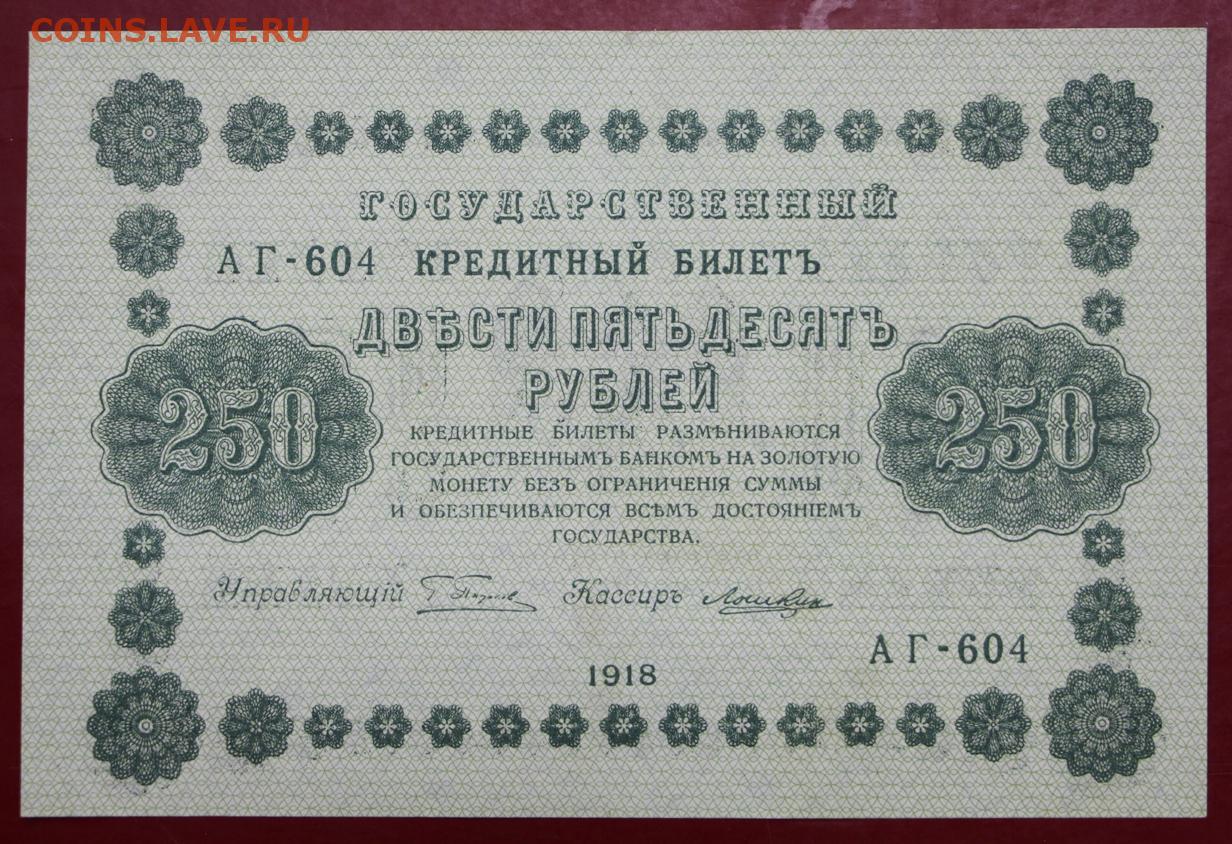 COINS.LAVE.RU
ГОСУДАРСТВЕННЫЙ
АГ-604 КРЕДИТНЫЙ БИЛЕТЪ
ДВѢСТИ ПЯТЬДЕСЯТЪ
РУБЛЕЙ
250 250
КРЕДИТНЫЕ БИЛЕТЫ РАЗМѢНИВАЮТСЯ
ГОСУДАРСТВЕННЫМЪ БАНКОМЪ НА ЗОЛОТУЮ
МОНЕТУ БЕЗЪ ОГРАНИЧЕНІЯ СУММЫ
И ОБЕЗПЕЧИВАЮТСЯ ВСѢМЪ ДОСТОЯНІЕМЪ
ГОСУДАРСТВА.
Управляющій Кассиръ Лошкин
АГ-604
1918